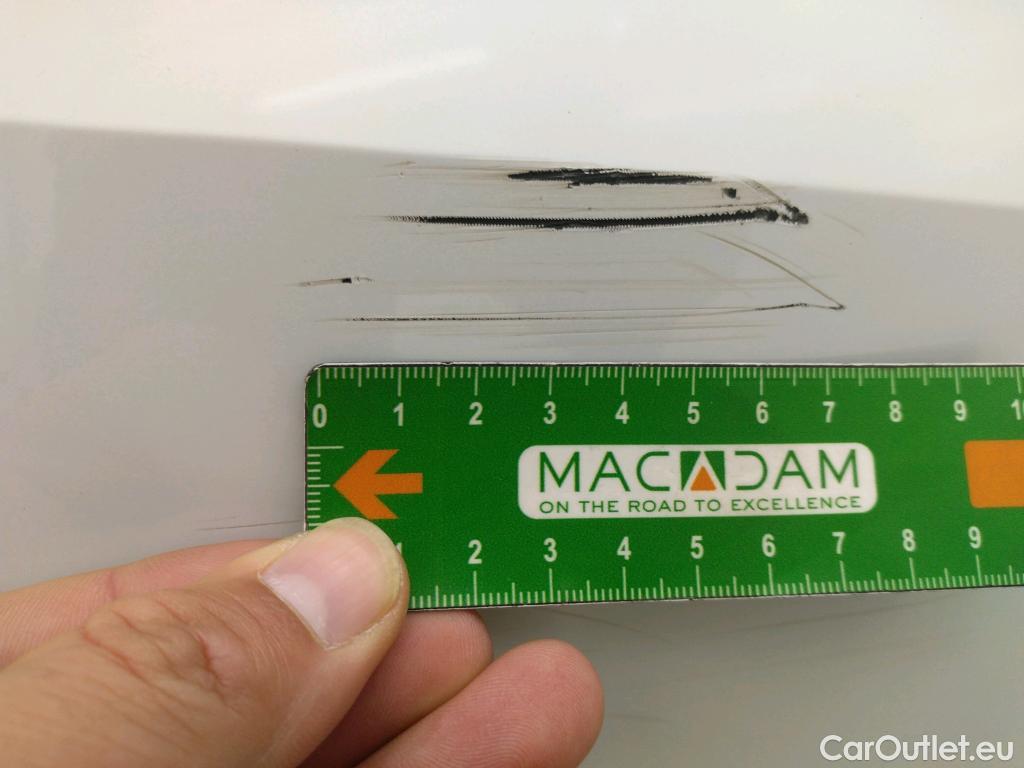 0 1 2 3 4 5 6 7 8 9 10
MACADAM
ON THE ROAD TO EXCELLENCE
1 2 3 4 5 6 7 8 9
CarOutlet.eu